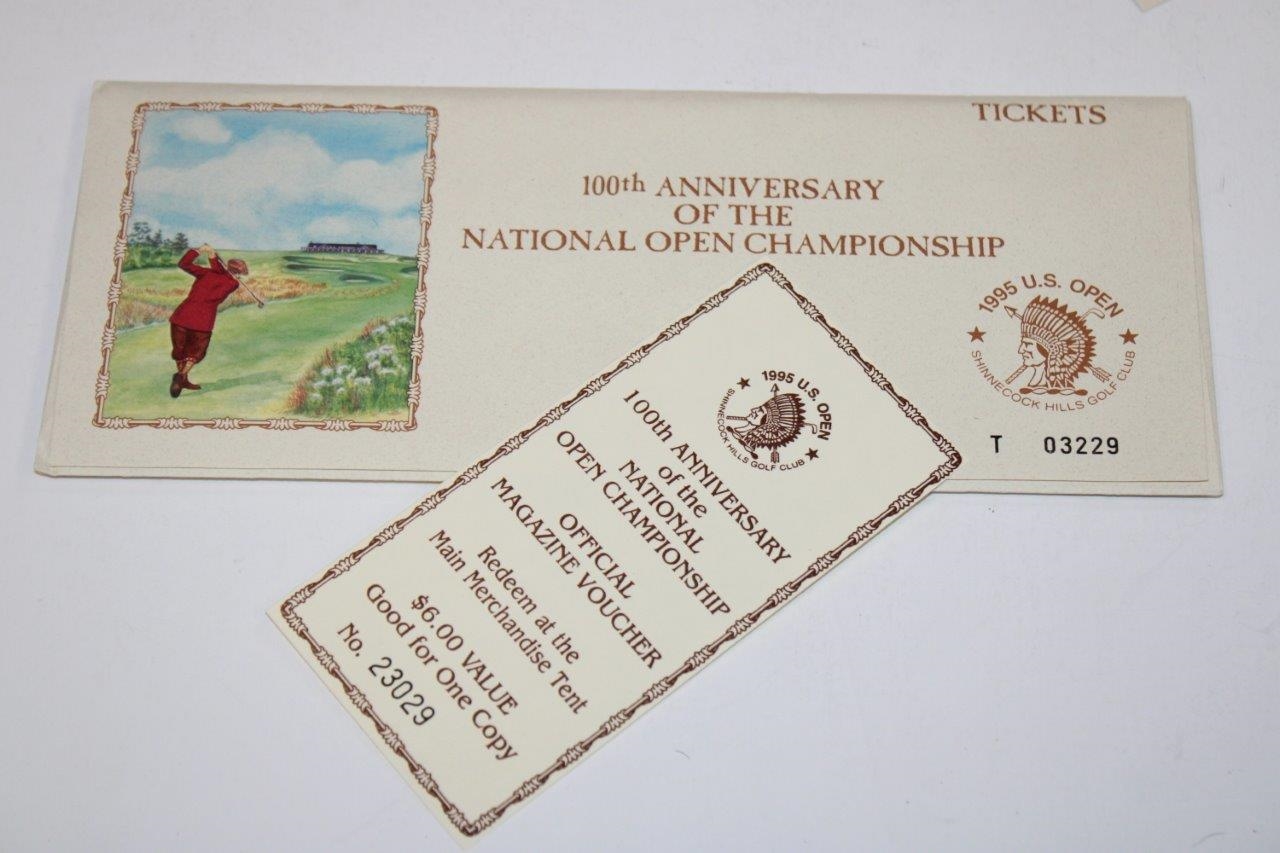 TICKETS
100th ANNIVERSARY
OF THE
NATIONAL OPEN CHAMPIONSHIP
1995 U.S. OPEN
SHINNECOCK HILLS GOLF CLUB
T 03229
1995 U.S. OPEN
SHINNECOCK HILLS GOLF CLUB
100th ANNIVERSARY
of the
NATIONAL
OPEN CHAMPIONSHIP
OFFICIAL
MAGAZINE VOUCHER
Redeem at the
Main Merchandise Tent
$6.00 VALUE
Good for One Copy
No. 23029